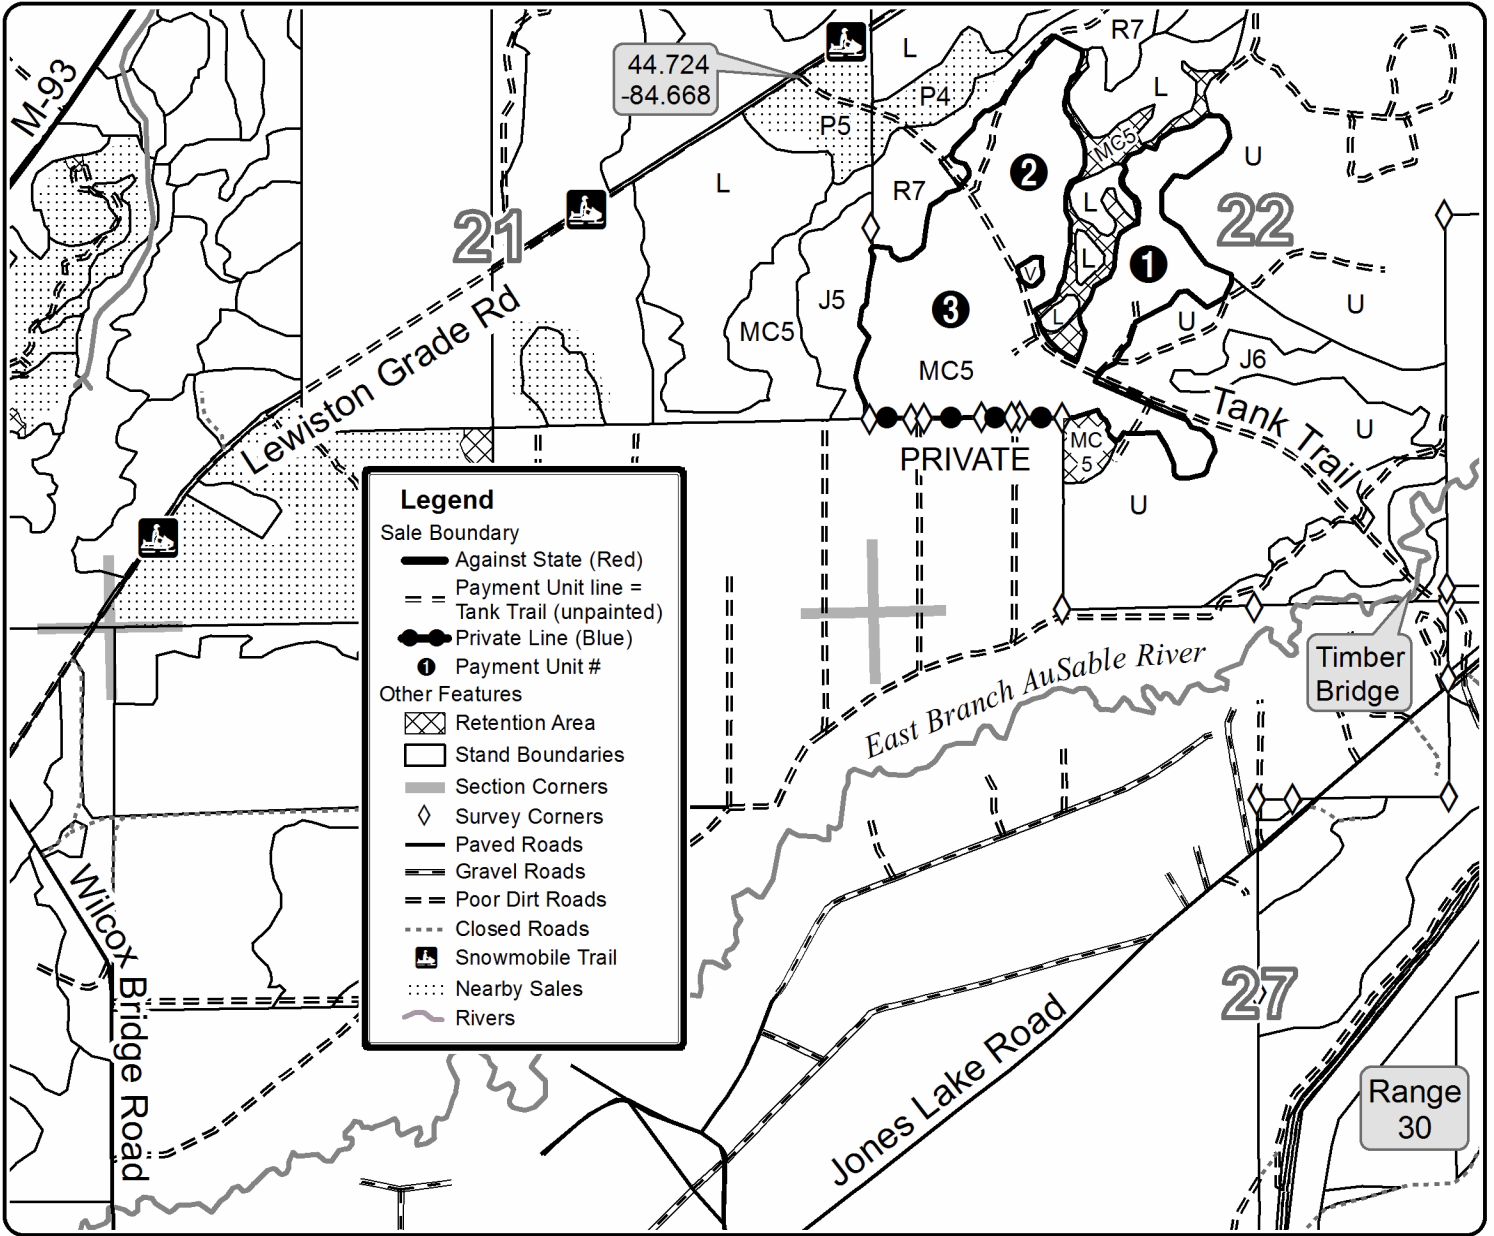 M-93
44.724
-84.668
L
R7
P4
P5
L
MC5
U
2
R7
L
L
21
22
L
1
V
3
J5
L
U
U
MC5
MC5
J6
Lewiston Grade Rd
Tank Trail
U
PRIVATE
MC
5
U
Legend
Sale Boundary
Against State (Red)
Payment Unit line =
Tank Trail (unpainted)
Private Line (Blue)
1 Payment Unit #
Other Features
Retention Area
Stand Boundaries
Section Corners
Survey Corners
Paved Roads
Gravel Roads
Poor Dirt Roads
Closed Roads
Snowmobile Trail
Nearby Sales
Rivers
East Branch AuSable River
Timber
Bridge
Wilcox Bridge Road
27
Jones Lake Road
Range
30